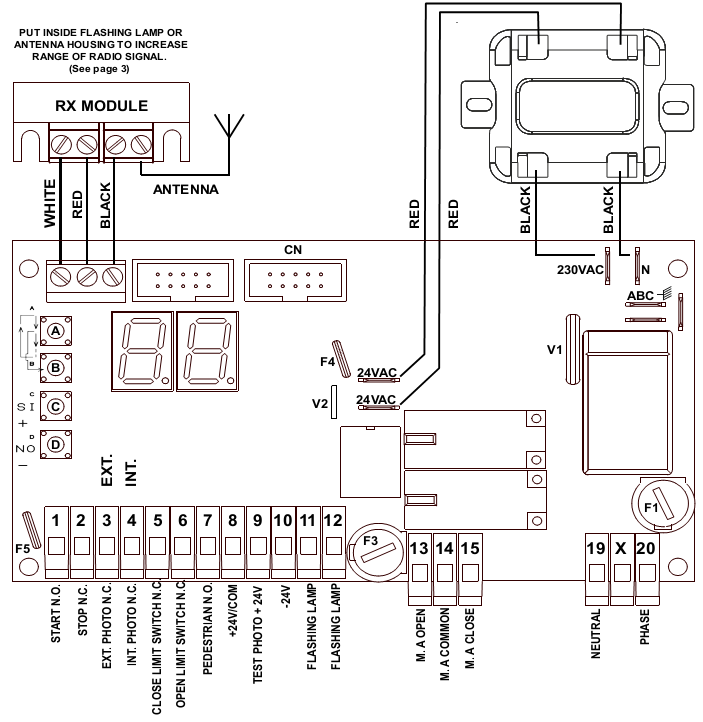 PUT INSIDE FLASHING LAMP OR
ANTENNA HOUSING TO INCREASE
RANGE OF RADIO SIGNAL.
(See page 3)
RX MODULE
ANTENNA
WHITE
RED
BLACK
RED
RED
BLACK
BLACK
CN
230VAC
N
ABC
A
A
B
B
C
C
D
D
SI
+
NO
-
F4
24VAC
V2
24VAC
V1
EXT.
INT.
F5
F3
F1
1
2
3
4
5
6
7
8
9
10
11
12
13
14
15
19
X
20
START N.O.
STOP N.C.
EXT. PHOTO N.C.
INT. PHOTO N.C.
CLOSE LIMIT SWITCH N.C.
OPEN LIMIT SWITCH N.C.
PEDESTRIAN N.O.
+24V/COM
TEST PHOTO + 24V
-24V
FLASHING LAMP
FLASHING LAMP
M. A OPEN
M. A COMMON
M. A CLOSE
NEUTRAL
PHASE